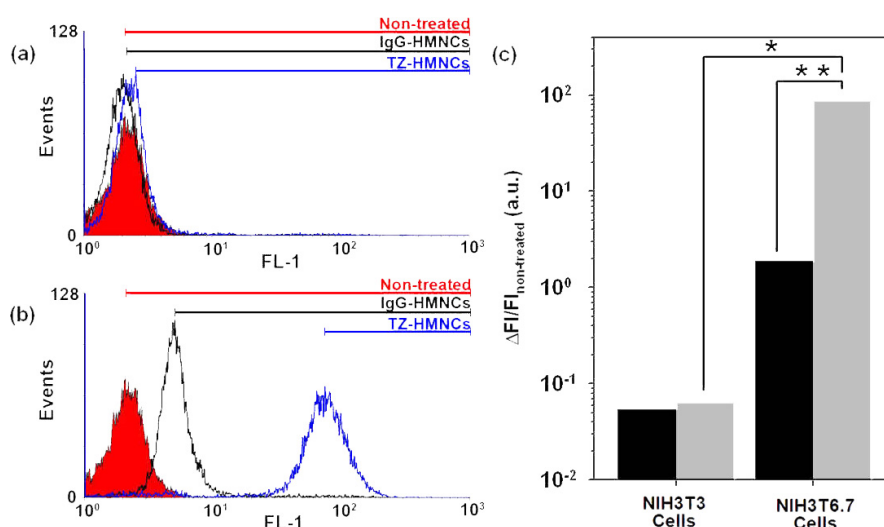 (a)
128
Events
0
Non-treated
IgG-HMNCs
TZ-HMNCs
10⁰
10¹
10²
10³
FL-1
(b)
128
Events
0
Non-treated
IgG-HMNCs
TZ-HMNCs
10⁰
10¹
10²
10³
FL-1
(c)
ΔFI/FI_non-treated (a.u.)
10²
10¹
10⁰
10⁻¹
10⁻²
*
**
NIH3T3
Cells
NIH3T6.7
Cells